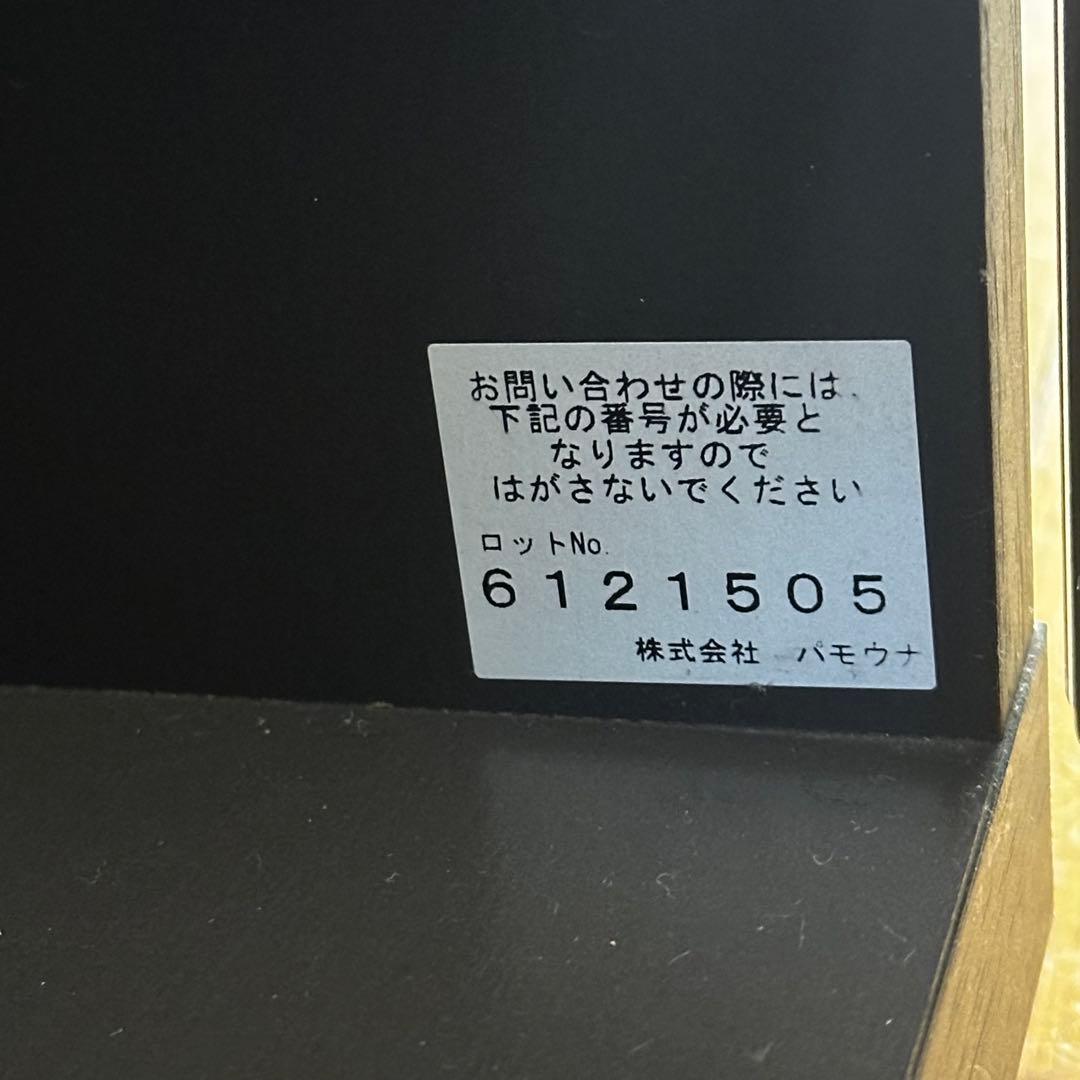 お問い合わせの際には、
下記の番号が必要と
なりますので
はがさないでください
ロットNo.
6121505
株式会社　パモウナ